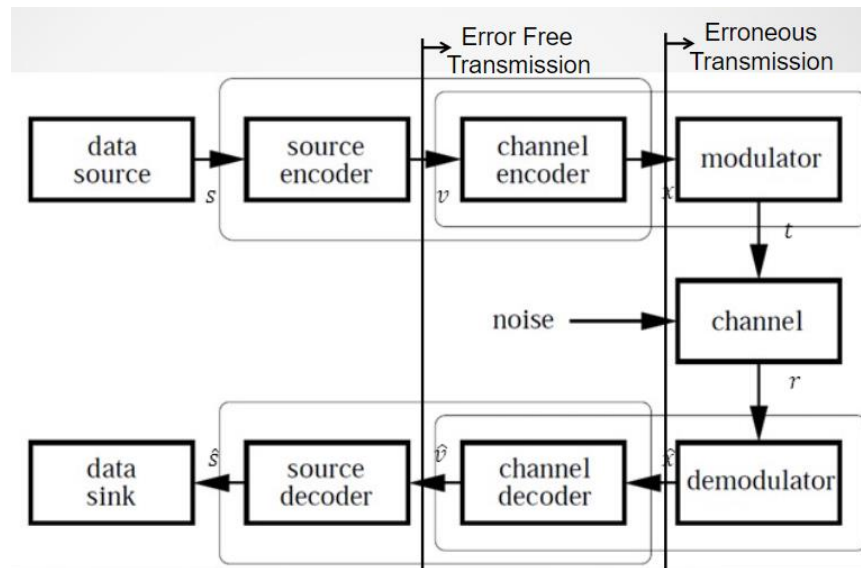 Error Free
Transmission
Erroneous
Transmission
data
source
s
source
encoder
v
channel
encoder
x
modulator
t
noise
channel
r
data
sink
ŝ
source
decoder
v̂
channel
decoder
x̂
demodulator